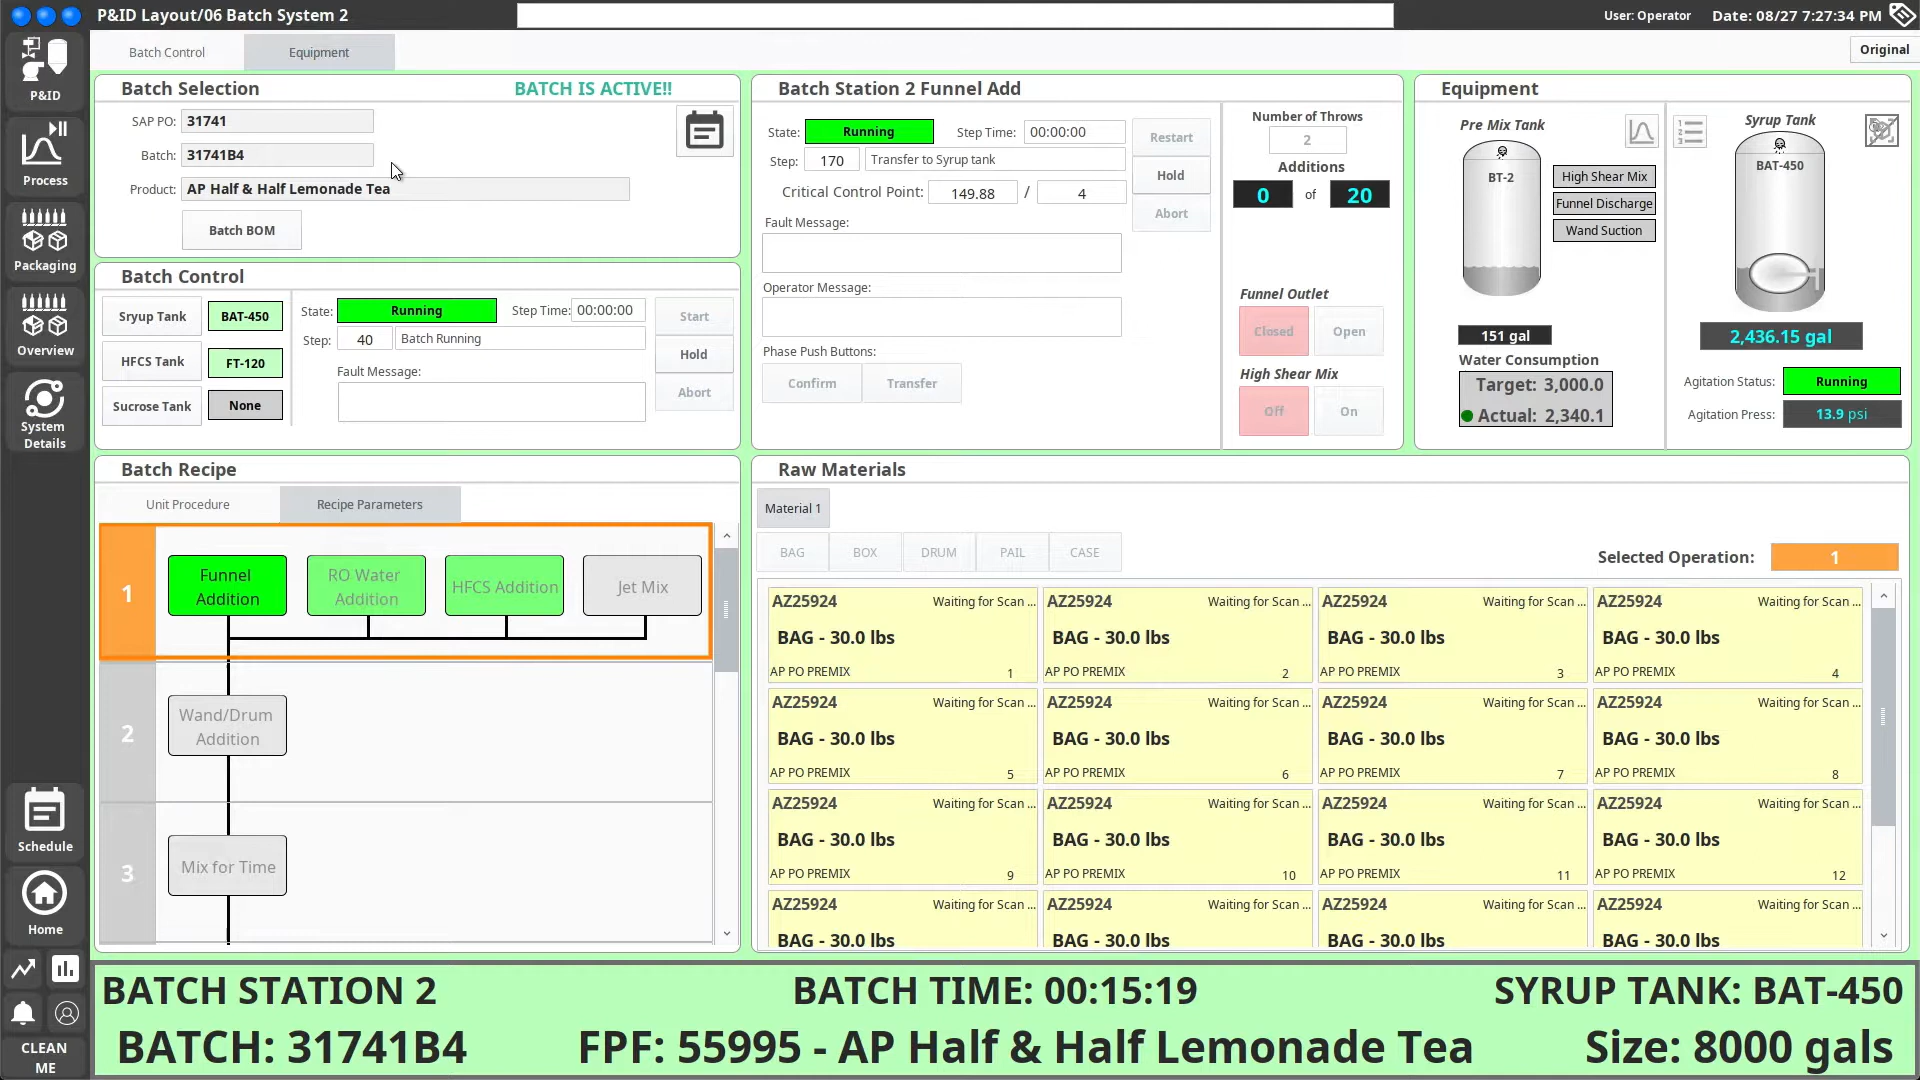 P&ID Layout/06 Batch System 2
User: Operator
Date: 08/27 7:27:34 PM
P&ID
Process
Packaging
Overview
System
Details
Schedule
Home
CLEAN
ME
Batch Control
Equipment
Original
Batch Selection
BATCH IS ACTIVE!!
SAP PO: 31741
Batch: 31741B4
Product: AP Half & Half Lemonade Tea
Batch BOM
Batch Control
Sryup Tank BAT-450
HFCS Tank FT-120
Sucrose Tank None
State: Running Step Time: 00:00:00
Step: 40 Batch Running
Fault Message:
Start
Hold
Abort
Batch Station 2 Funnel Add
State: Running Step Time: 00:00:00
Step: 170 Transfer to Syrup tank
Critical Control Point: 149.88 / 4
Fault Message:
Operator Message:
Phase Push Buttons:
Confirm Transfer
Restart
Hold
Abort
Number of Throws
2
Additions
0 of 20
Funnel Outlet
Closed Open
High Shear Mix
Off On
Equipment
Pre Mix Tank
BT-2
High Shear Mix
Funnel Discharge
Wand Suction
151 gal
Water Consumption
Target: 3,000.0
Actual: 2,340.1
Syrup Tank
BAT-450
2,436.15 gal
Agitation Status: Running
Agitation Press: 13.9 psi
Batch Recipe
Unit Procedure
Recipe Parameters
1
Funnel
Addition
RO Water
Addition
HFCS Addition
Jet Mix
2
Wand/Drum
Addition
3
Mix for Time
Raw Materials
Material 1
BAG BOX DRUM PAIL CASE
Selected Operation: 1
AZ25924 Waiting for Scan ... AZ25924 Waiting for Scan ... AZ25924 Waiting for Scan ... AZ25924 Waiting for Scan ...
BAG - 30.0 lbs BAG - 30.0 lbs BAG - 30.0 lbs BAG - 30.0 lbs
AP PO PREMIX 1 AP PO PREMIX 2 AP PO PREMIX 3 AP PO PREMIX 4
AZ25924 Waiting for Scan ... AZ25924 Waiting for Scan ... AZ25924 Waiting for Scan ... AZ25924 Waiting for Scan ...
BAG - 30.0 lbs BAG - 30.0 lbs BAG - 30.0 lbs BAG - 30.0 lbs
AP PO PREMIX 5 AP PO PREMIX 6 AP PO PREMIX 7 AP PO PREMIX 8
AZ25924 Waiting for Scan ... AZ25924 Waiting for Scan ... AZ25924 Waiting for Scan ... AZ25924 Waiting for Scan ...
BAG - 30.0 lbs BAG - 30.0 lbs BAG - 30.0 lbs BAG - 30.0 lbs
AP PO PREMIX 9 AP PO PREMIX 10 AP PO PREMIX 11 AP PO PREMIX 12
AZ25924 Waiting for Scan ... AZ25924 Waiting for Scan ... AZ25924 Waiting for Scan ... AZ25924 Waiting for Scan ...
BAG - 30.0 lbs BAG - 30.0 lbs BAG - 30.0 lbs BAG - 30.0 lbs
BATCH STATION 2 BATCH TIME: 00:15:19 SYRUP TANK: BAT-450
BATCH: 31741B4 FPF: 55995 - AP Half & Half Lemonade Tea Size: 8000 gals